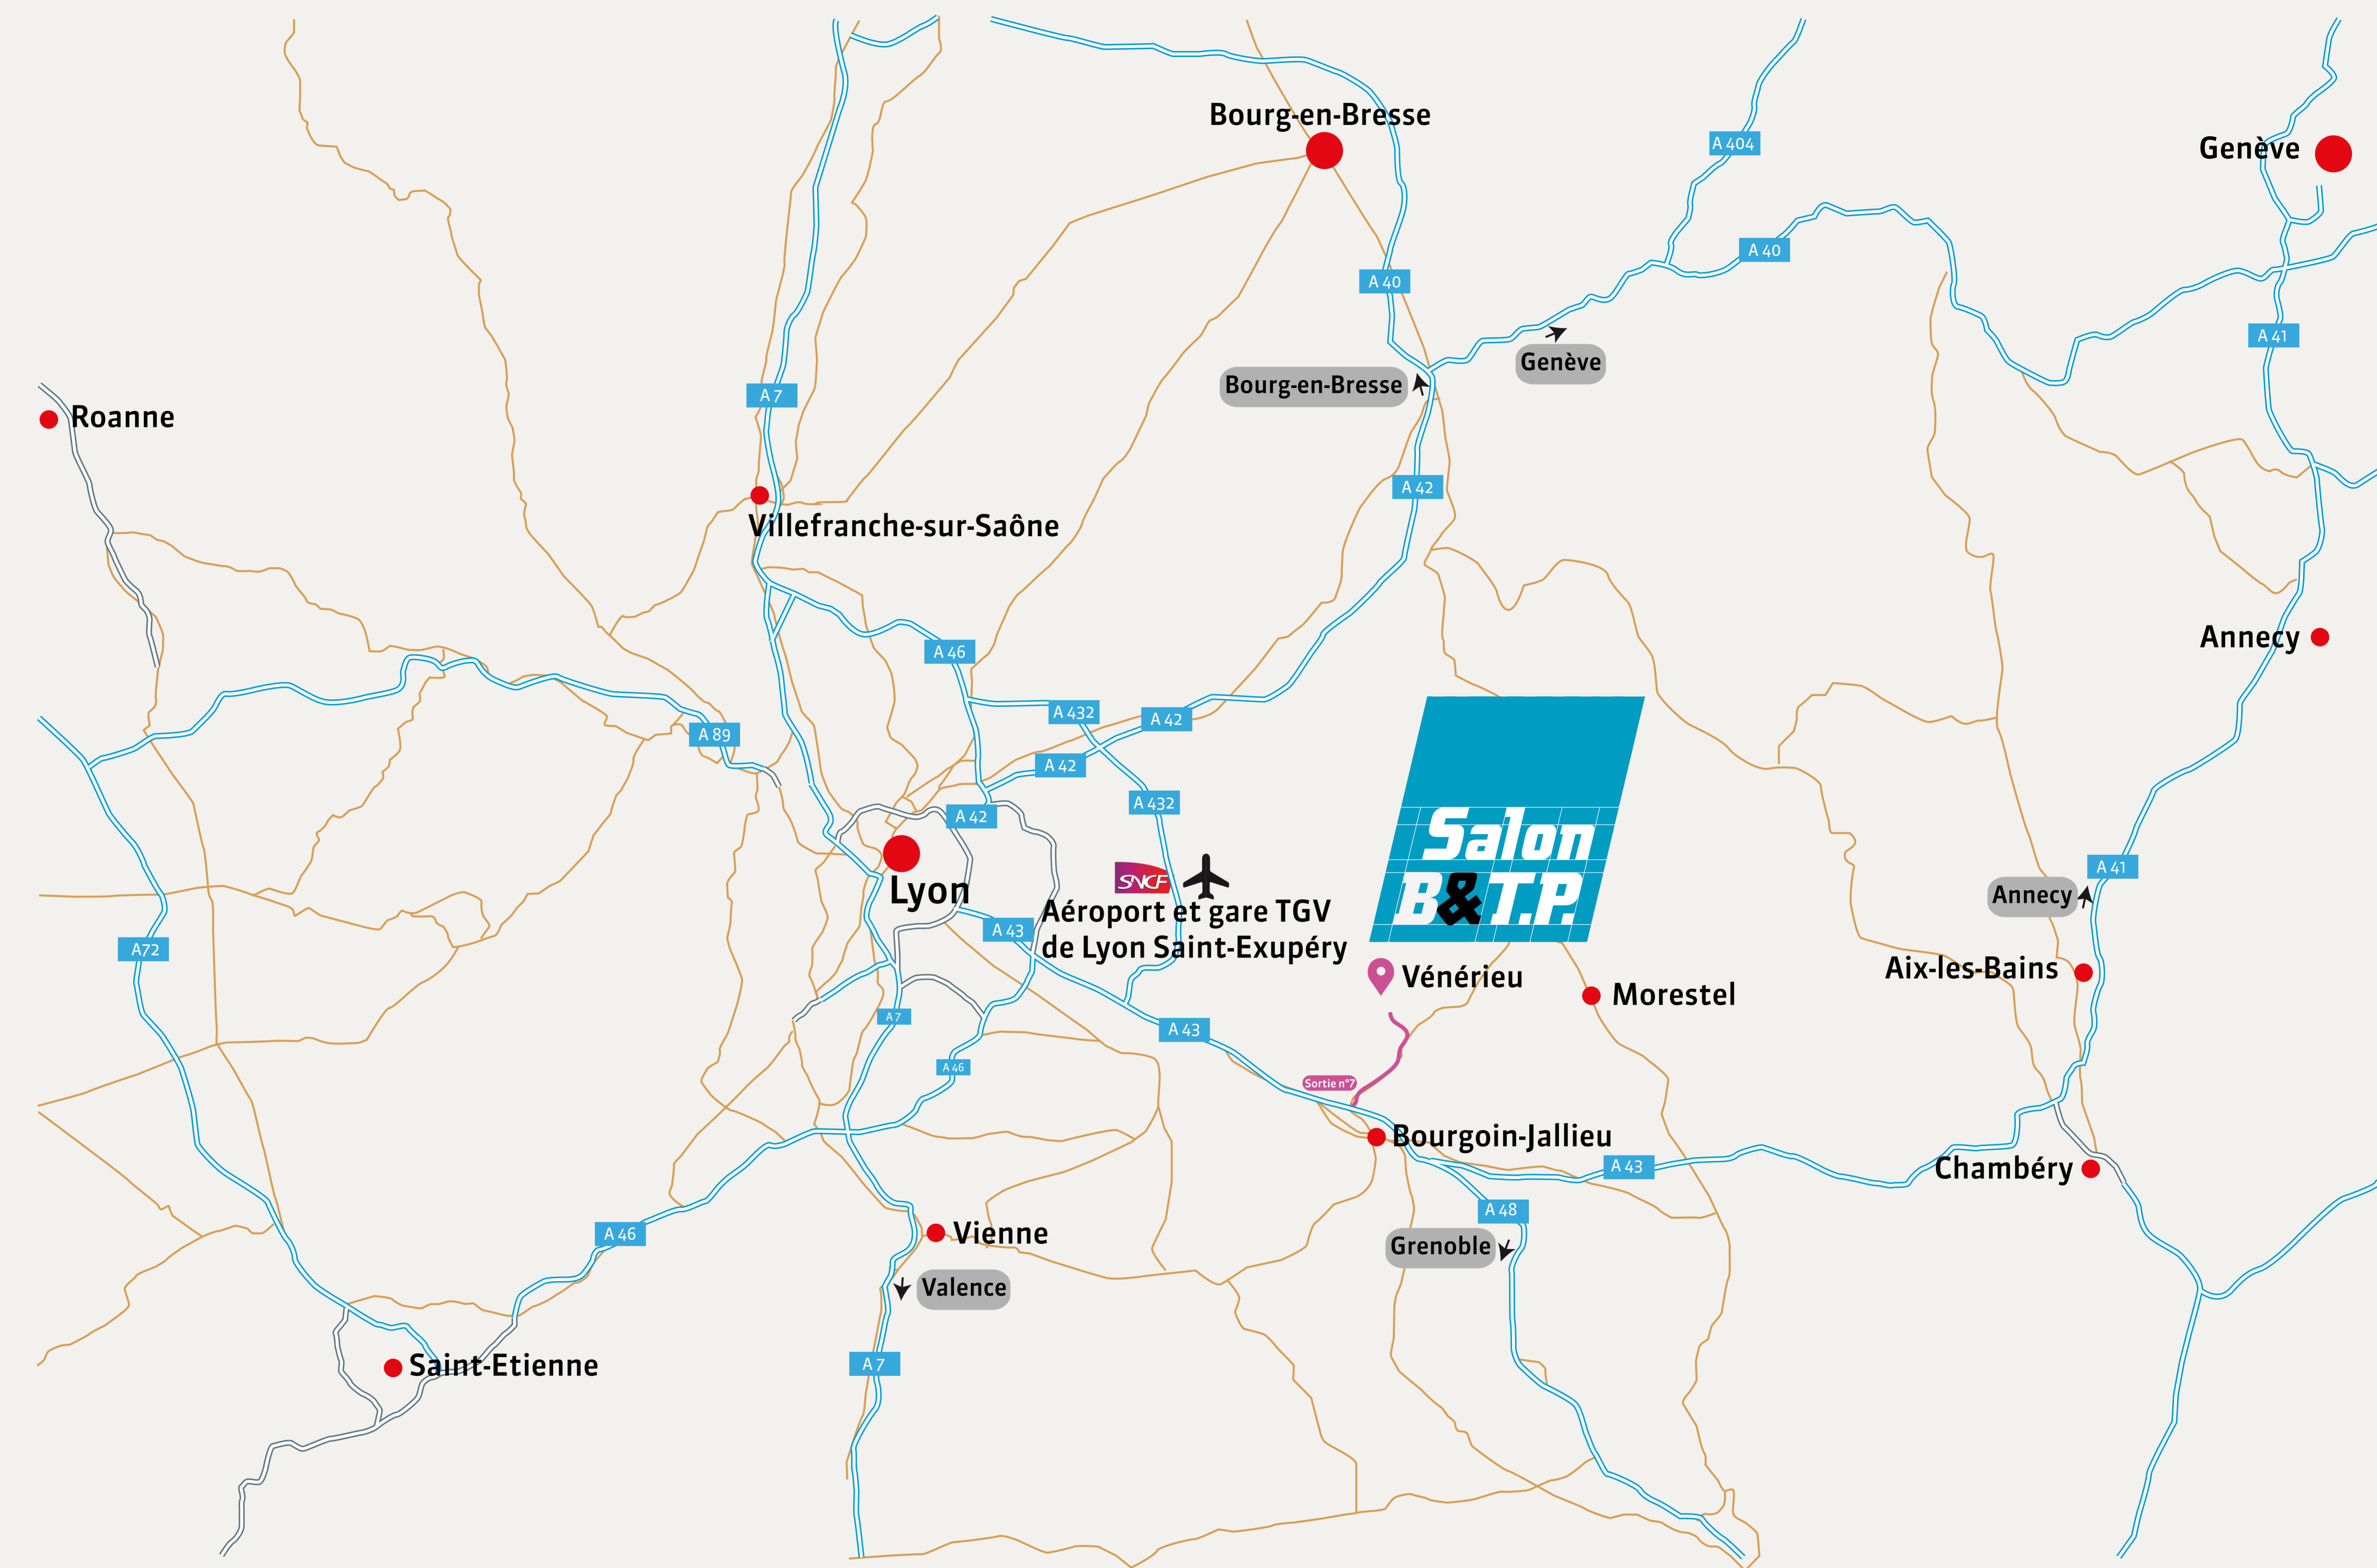 Bourg-en-Bresse
A 404
Genève
A 40
A 40
A 41
Genève
Bourg-en-Bresse
A 7
Roanne
A 42
Villefranche-sur-Saône
Annecy
A 46
A 432
A 42
A 89
A 42
A 432
A 42
Salon
B&T.P.
Lyon
SNCF
Aéroport et gare TGV
de Lyon Saint-Exupéry
A 43
A 41
Annecy
A72
Aix-les-Bains
Vénérieu
Morestel
A 7
A 43
A 46
Sortie n°7
Bourgoin-Jallieu
A 43
Chambéry
A 48
Grenoble
A 46
Vienne
Valence
A 7
Saint-Etienne